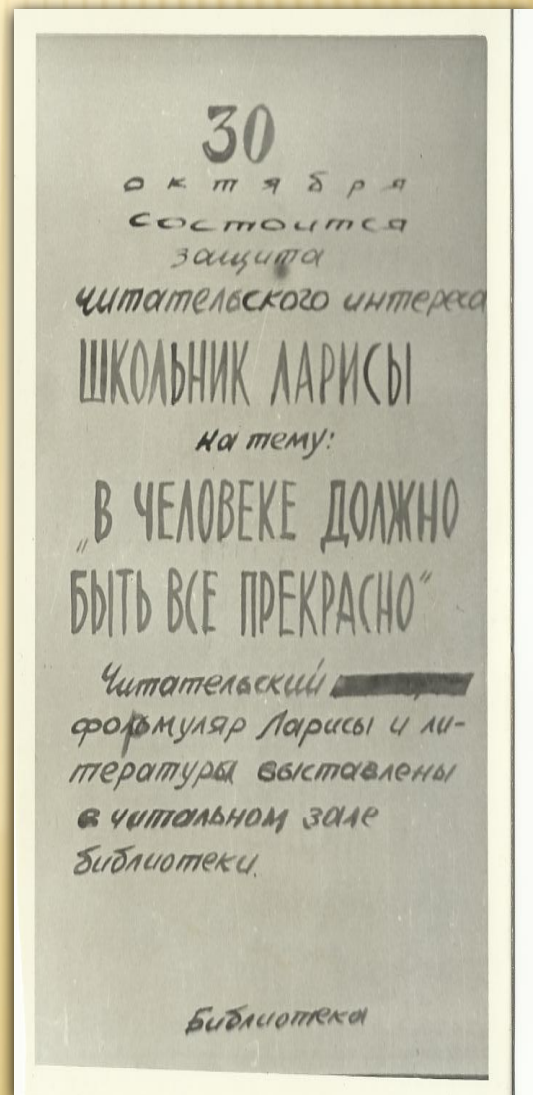 30
октября
состоится
защита
читательского интереса
ШКОЛЬНИК ЛАРИСЫ
на тему:
„В ЧЕЛОВЕКЕ ДОЛЖНО
БЫТЬ ВСЕ ПРЕКРАСНО“
Читательский
формуляр Ларисы и ли-
тература выставлены
в читальном зале
библиотеки.
Библиотека